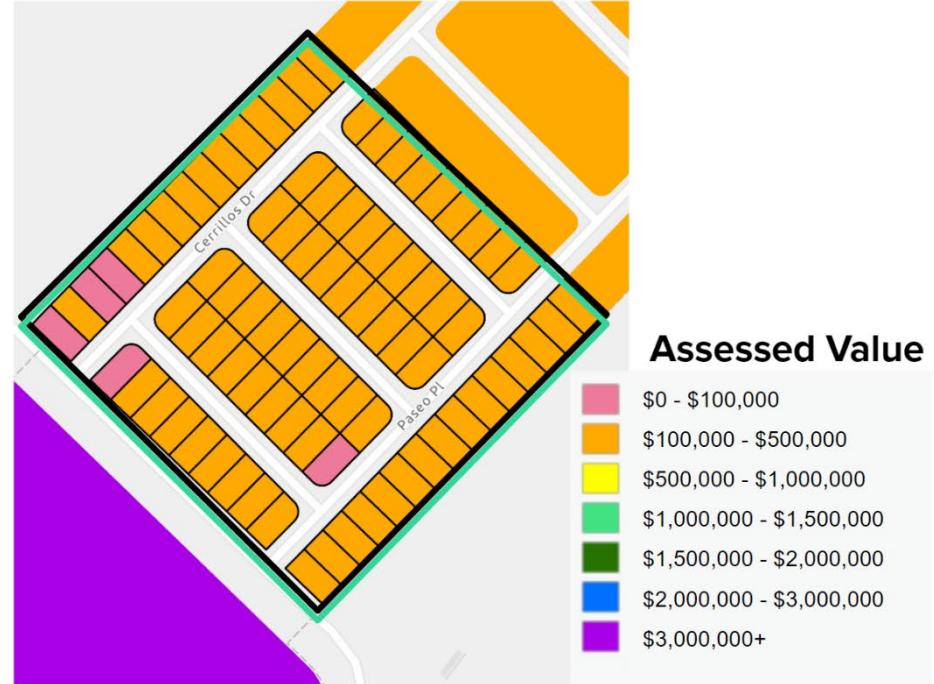 Cerrillos Dr
Paseo Pl
Assessed Value
$0 - $100,000
$100,000 - $500,000
$500,000 - $1,000,000
$1,000,000 - $1,500,000
$1,500,000 - $2,000,000
$2,000,000 - $3,000,000
$3,000,000+